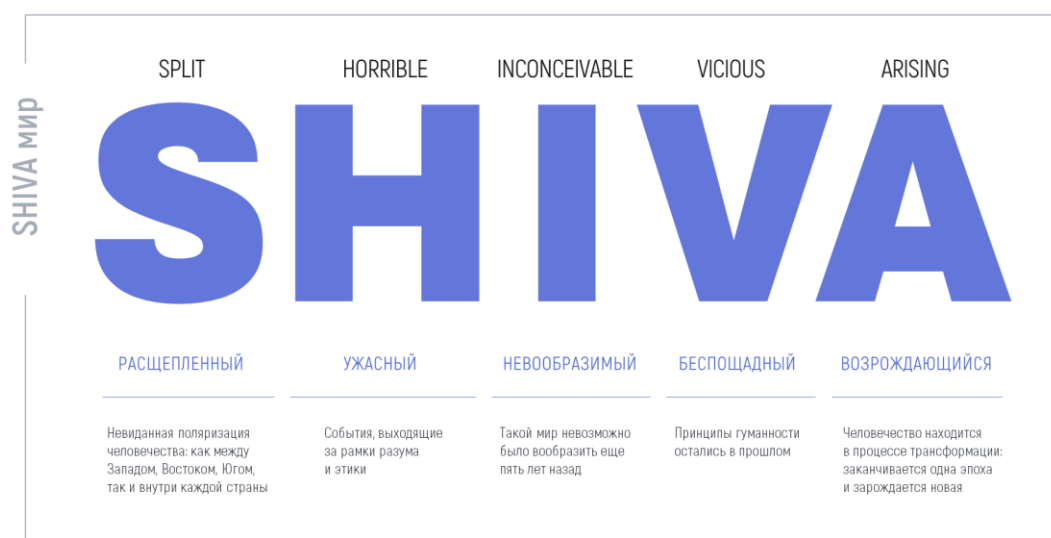 SHIVA мир
SPLIT
HORRIBLE
INCONCEIVABLE
VICIOUS
ARISING
SHIVA
РАСЩЕПЛЕННЫЙ
УЖАСНЫЙ
НЕВООБРАЗИМЫЙ
БЕСПОЩАДНЫЙ
ВОЗРОЖДАЮЩИЙСЯ
Невиданная поляризация
человечества: как между
Западом, Востоком, Югом,
так и внутри каждой страны
События, выходящие
за рамки разума
и этики
Такой мир невозможно
было вообразить еще
пять лет назад
Принципы гуманности
остались в прошлом
Человечество находится
в процессе трансформации:
заканчивается одна эпоха
и зарождается новая